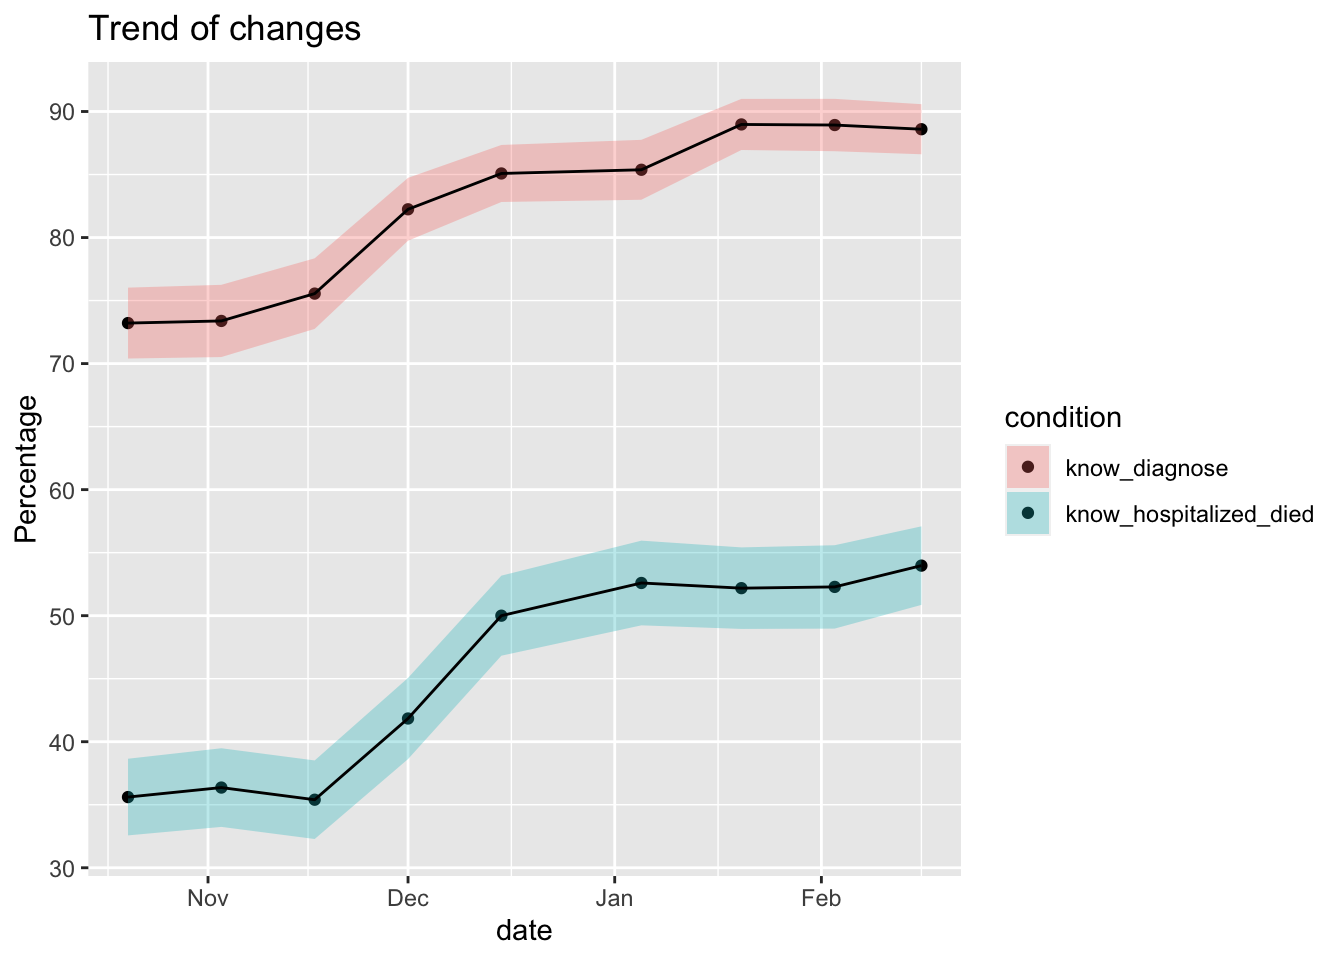 Trend of changes
90
80
70
60
50
40
30
Percentage
Nov Dec Jan Feb
date
condition
know_diagnose
know_hospitalized_died